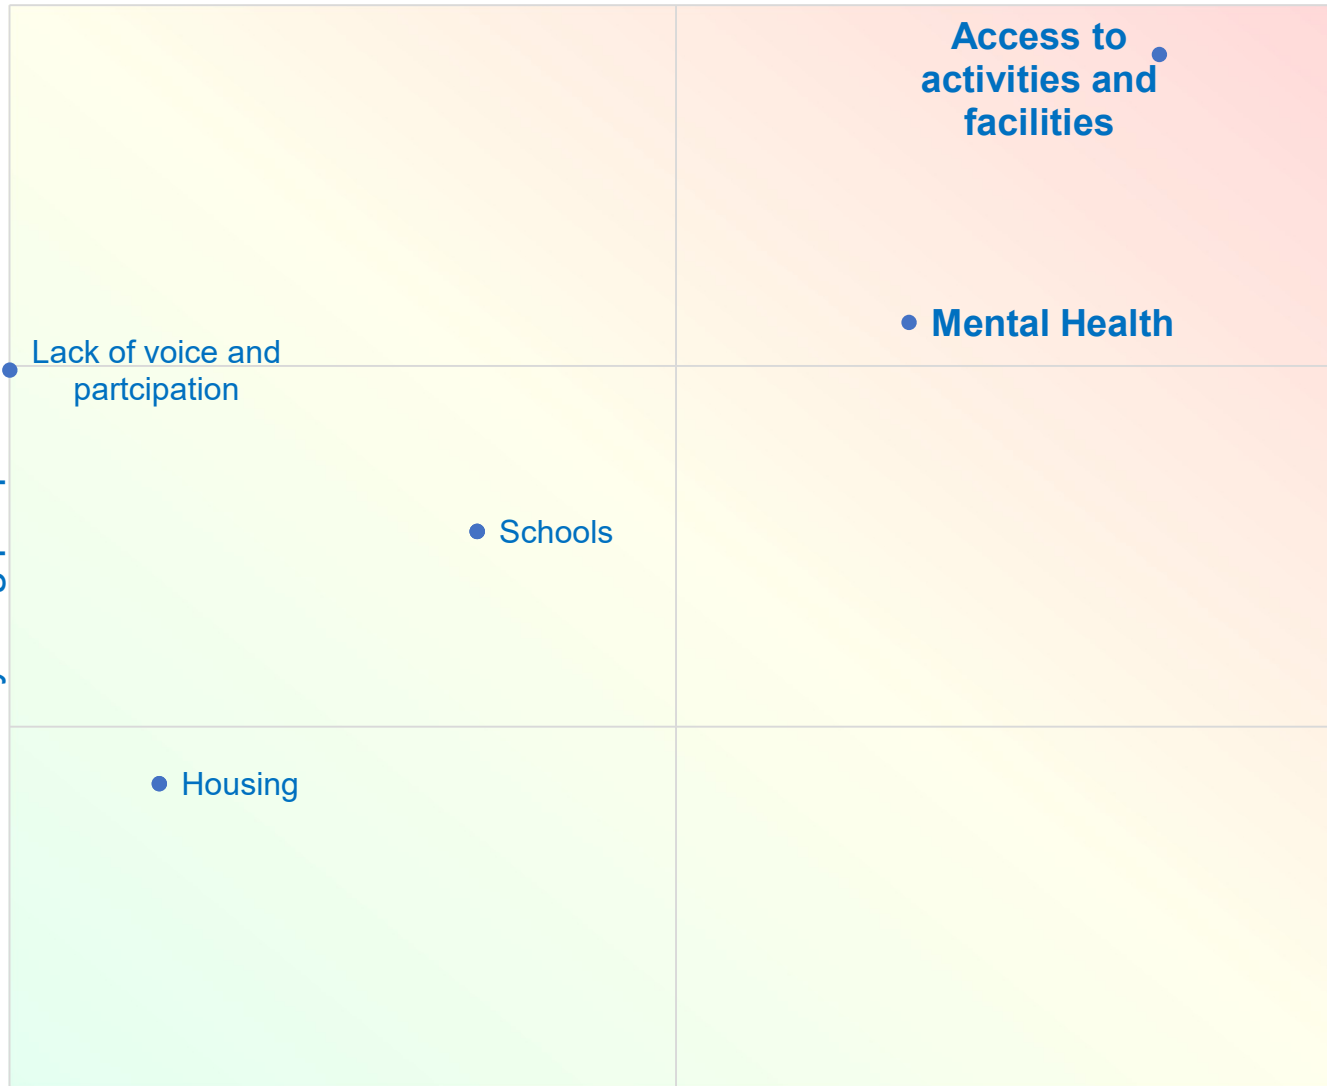 Access to
activities and
facilities
Mental Health
Lack of voice and
partcipation
Schools
Housing